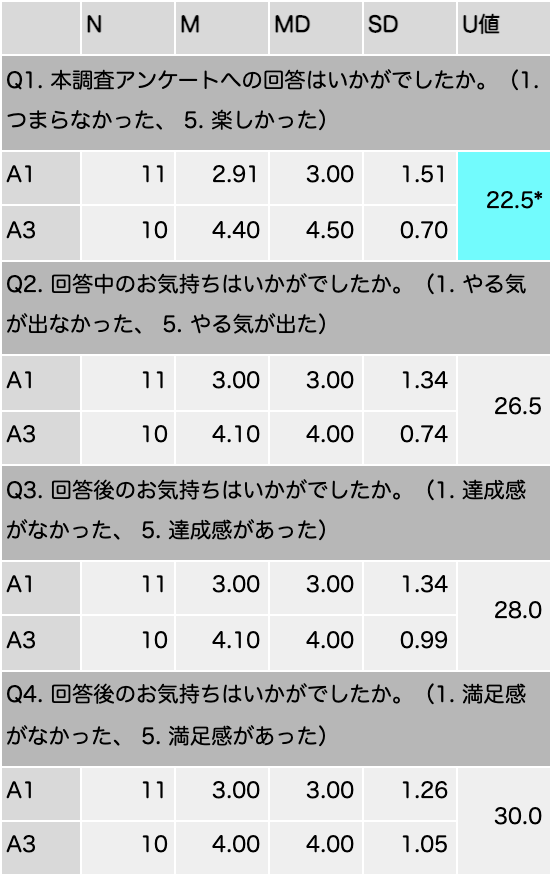 N M MD SD U値
Q1. 本調査アンケートへの回答はいかがでしたか。（1.
つまらなかった、 5. 楽しかった）
A1 11 2.91 3.00 1.51
22.5*
A3 10 4.40 4.50 0.70
Q2. 回答中のお気持ちはいかがでしたか。（1. やる気
が出なかった、 5. やる気が出た）
A1 11 3.00 3.00 1.34
26.5
A3 10 4.10 4.00 0.74
Q3. 回答後のお気持ちはいかがでしたか。（1. 達成感
がなかった、 5. 達成感があった）
A1 11 3.00 3.00 1.34
28.0
A3 10 4.10 4.00 0.99
Q4. 回答後のお気持ちはいかがでしたか。（1. 満足感
がなかった、 5. 満足感があった）
A1 11 3.00 3.00 1.26
30.0
A3 10 4.00 4.00 1.05